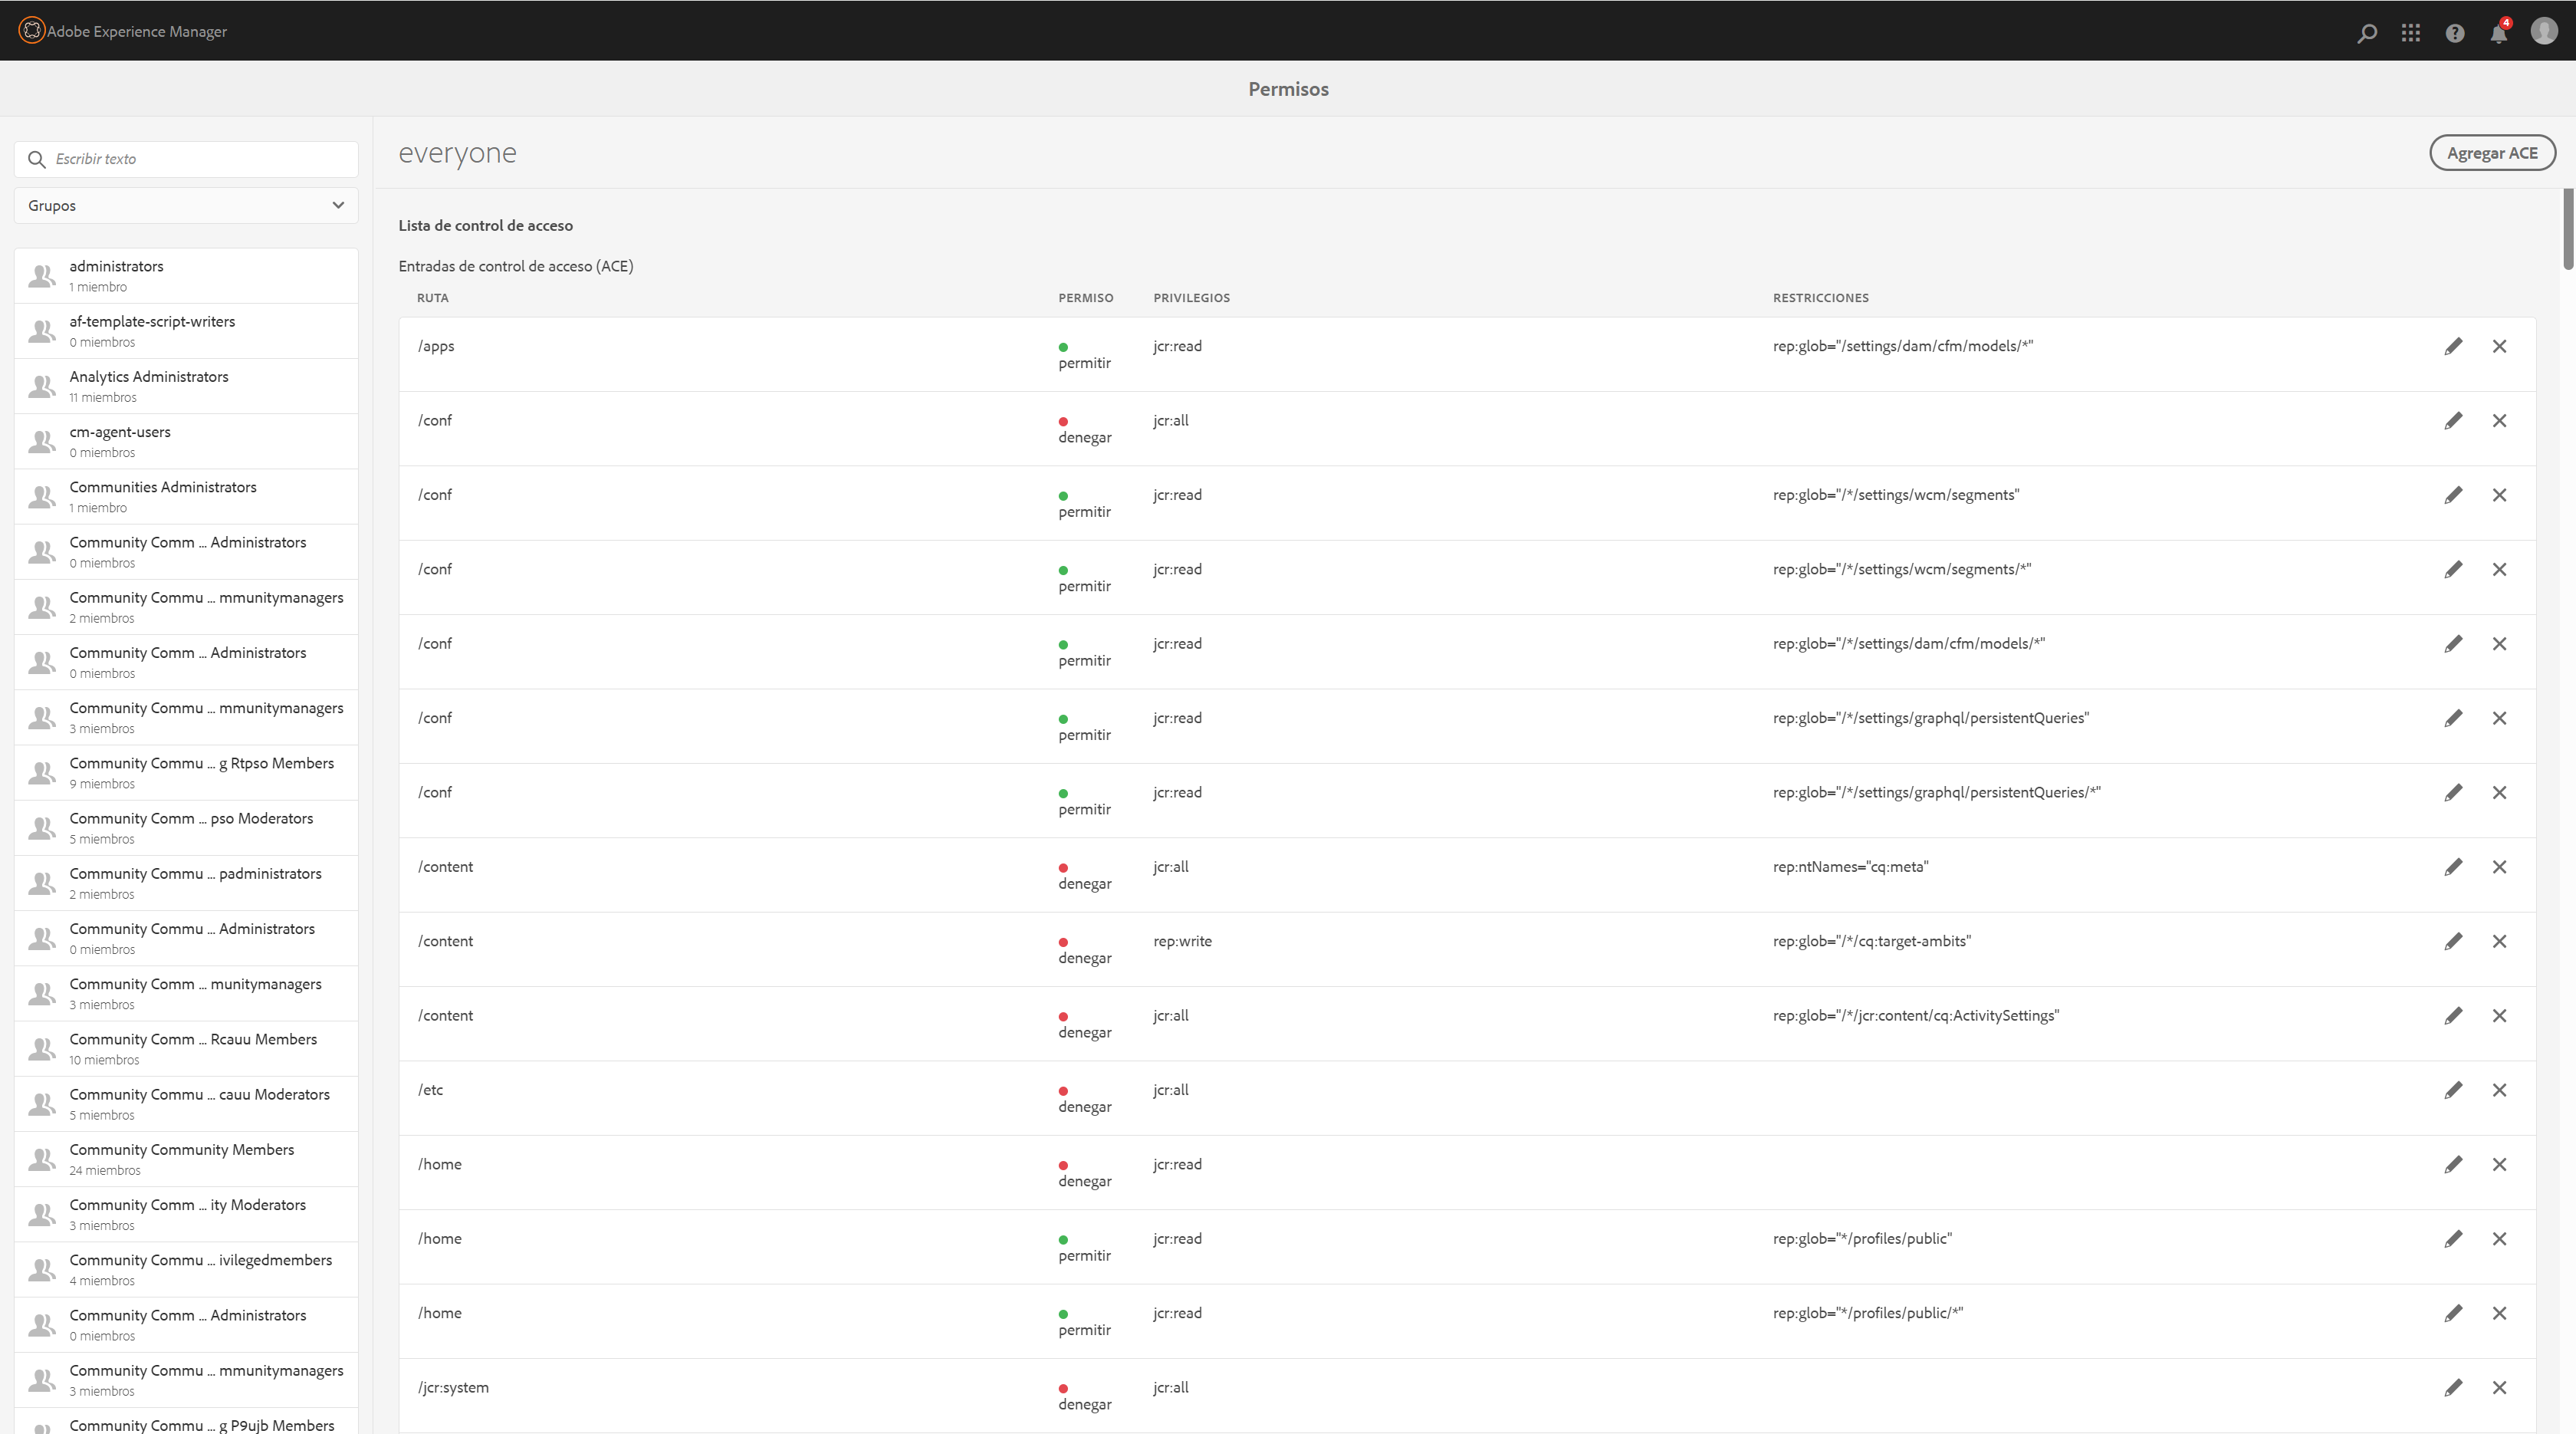 Adobe Experience Manager
4
Permisos
Escribir texto
Grupos
administrators
1 miembro
af-template-script-writers
0 miembros
Analytics Administrators
11 miembros
cm-agent-users
0 miembros
Communities Administrators
1 miembro
Community Comm ... Administrators
0 miembros
Community Commu ... mmunitymanagers
2 miembros
Community Comm ... Administrators
0 miembros
Community Commu ... mmunitymanagers
3 miembros
Community Commu ... g Rtpso Members
9 miembros
Community Comm ... pso Moderators
5 miembros
Community Commu ... padministrators
2 miembros
Community Commu ... Administrators
0 miembros
Community Comm ... munitymanagers
3 miembros
Community Comm ... Rcauu Members
10 miembros
Community Commu ... cauu Moderators
5 miembros
Community Community Members
24 miembros
Community Comm ... ity Moderators
3 miembros
Community Commu ... ivilegedmembers
4 miembros
Community Comm ... Administrators
0 miembros
Community Commu ... mmunitymanagers
3 miembros
Community Commu ... g P9ujb Members
everyone
Agregar ACE
Lista de control de acceso
Entradas de control de acceso (ACE)
RUTA PERMISO PRIVILEGIOS RESTRICCIONES
/apps permitir jcr:read rep:glob="/settings/dam/cfm/models/*"
/conf denegar jcr:all
/conf permitir jcr:read rep:glob="/*/settings/wcm/segments"
/conf permitir jcr:read rep:glob="/*/settings/wcm/segments/*"
/conf permitir jcr:read rep:glob="/*/settings/dam/cfm/models/*"
/conf permitir jcr:read rep:glob="/*/settings/graphql/persistentQueries"
/conf permitir jcr:read rep:glob="/*/settings/graphql/persistentQueries/*"
/content denegar jcr:all rep:ntNames="cq:meta"
/content denegar rep:write rep:glob="/*/cq:target-ambits"
/content denegar jcr:all rep:glob="/*/jcr:content/cq:ActivitySettings"
/etc denegar jcr:all
/home denegar jcr:read
/home permitir jcr:read rep:glob="*/profiles/public"
/home permitir jcr:read rep:glob="*/profiles/public/*"
/jcr:system denegar jcr:all